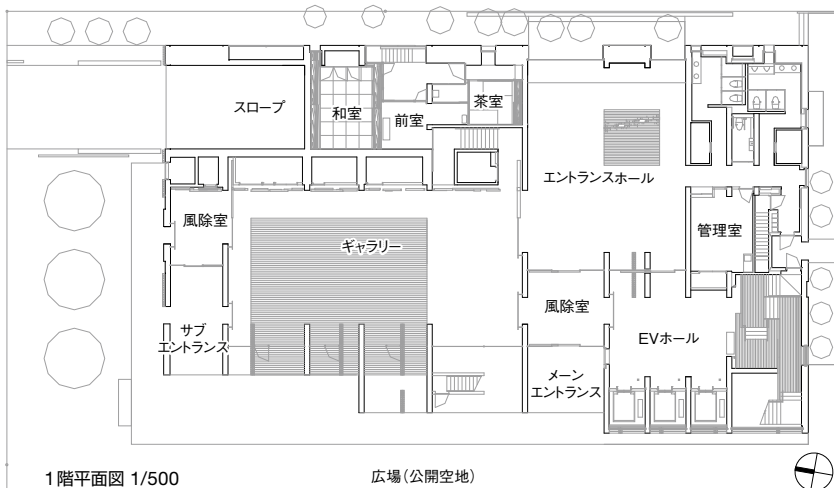 スロープ
和室
前室
茶室
エントランスホール
風除室
ギャラリー
管理室
サブ
エントランス
風除室
EVホール
メーン
エントランス
1階平面図 1/500
広場(公開空地)